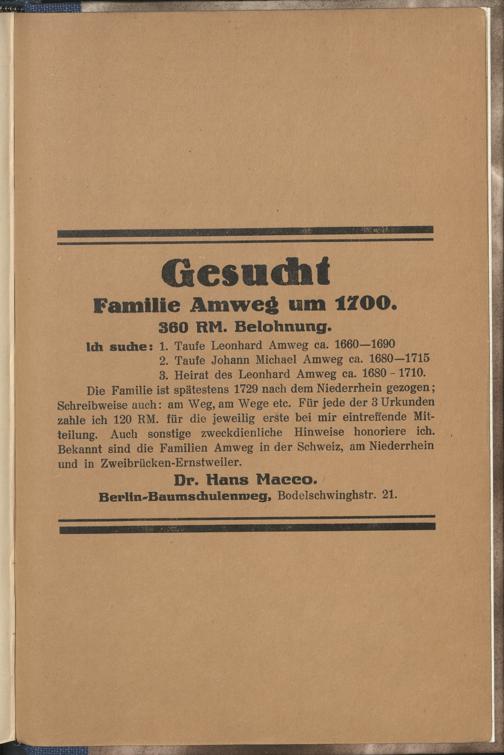 Gesucht
Familie Amweg um 1700.
360 RM. Belohnung.
Ich suche: 1. Taufe Leonhard Amweg ca. 1660—1690
2. Taufe Johann Michael Amweg ca. 1680—1715
3. Heirat des Leonhard Amweg ca. 1680 - 1710.
Die Familie ist spätestens 1729 nach dem Niederrhein gezogen;
Schreibweise auch: am Weg, am Wege etc. Für jede der 3 Urkunden
zahle ich 120 RM. für die jeweilig erste bei mir eintreffende Mit-
teilung. Auch sonstige zweckdienliche Hinweise honoriere ich.
Bekannt sind die Familien Amweg in der Schweiz, am Niederrhein
und in Zweibrücken-Ernstweiler.
Dr. Hans Macco.
Berlin-Baumschulenweg, Bodelschwinghstr. 21.